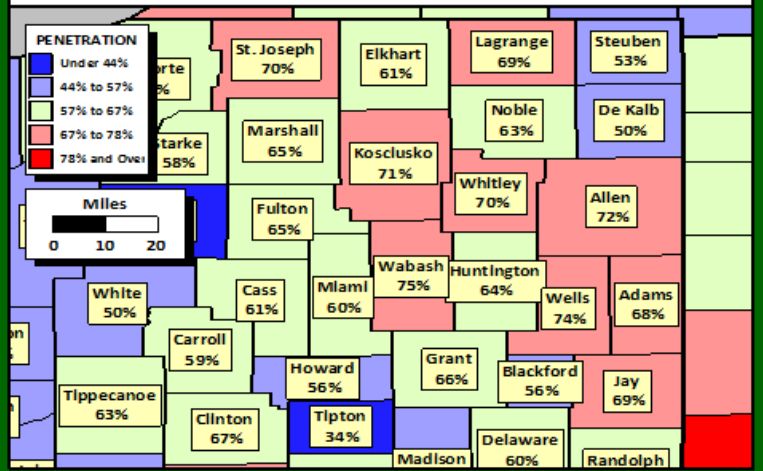 PENETRATION
Under 44%
44% to 57%
57% to 67%
67% to 78%
78% and Over
Miles
0 10 20
orte
%
St. Joseph
70%
Elkhart
61%
Lagrange
69%
Steuben
53%
Starke
58%
Marshall
65%
Kosciusko
71%
Noble
63%
De Kalb
50%
Whitley
70%
Allen
72%
Fulton
65%
White
50%
Cass
61%
Miami
60%
Wabash
75%
Huntington
64%
Wells
74%
Adams
68%
on
Carroll
59%
Howard
56%
Grant
66%
Blackford
56%
Jay
69%
Tippecanoe
63%
Clinton
67%
Tipton
34%
Madison
Delaware
60%
Randolph